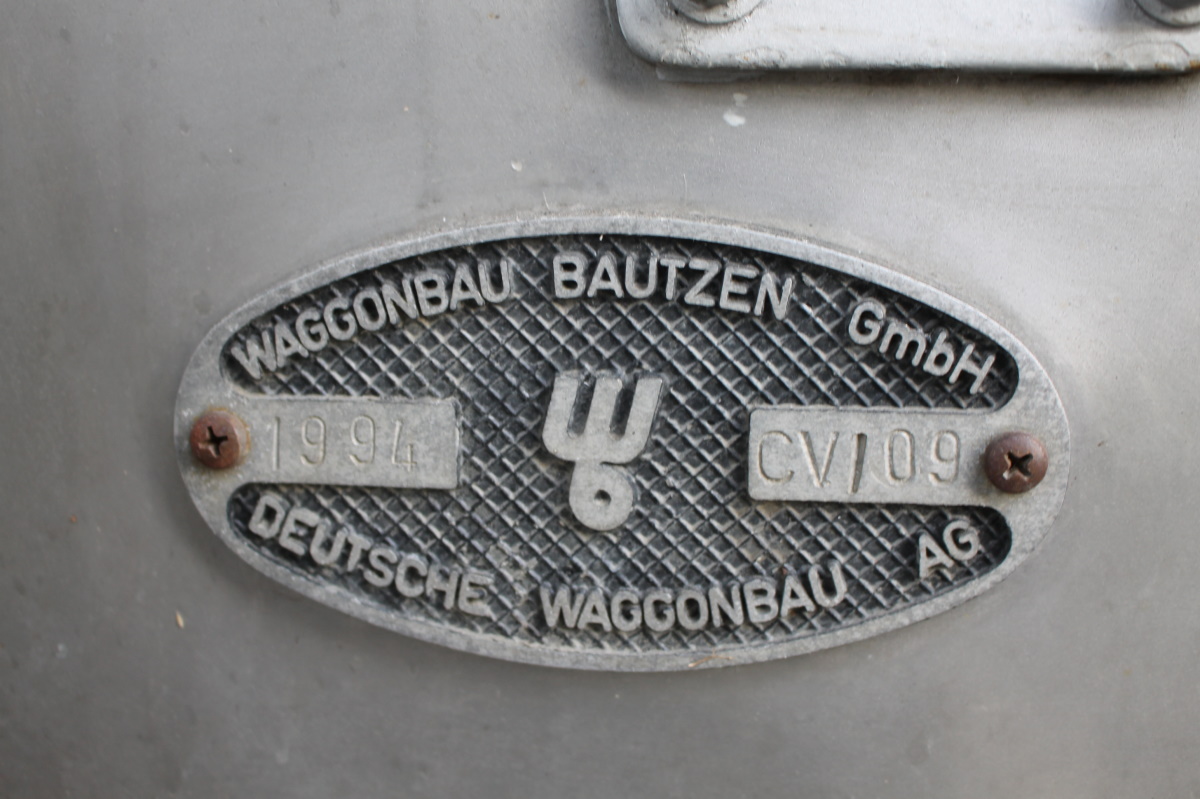 WAGGONBAU BAUTZEN GmbH
1994
CV/09
DEUTSCHE WAGGONBAU AG